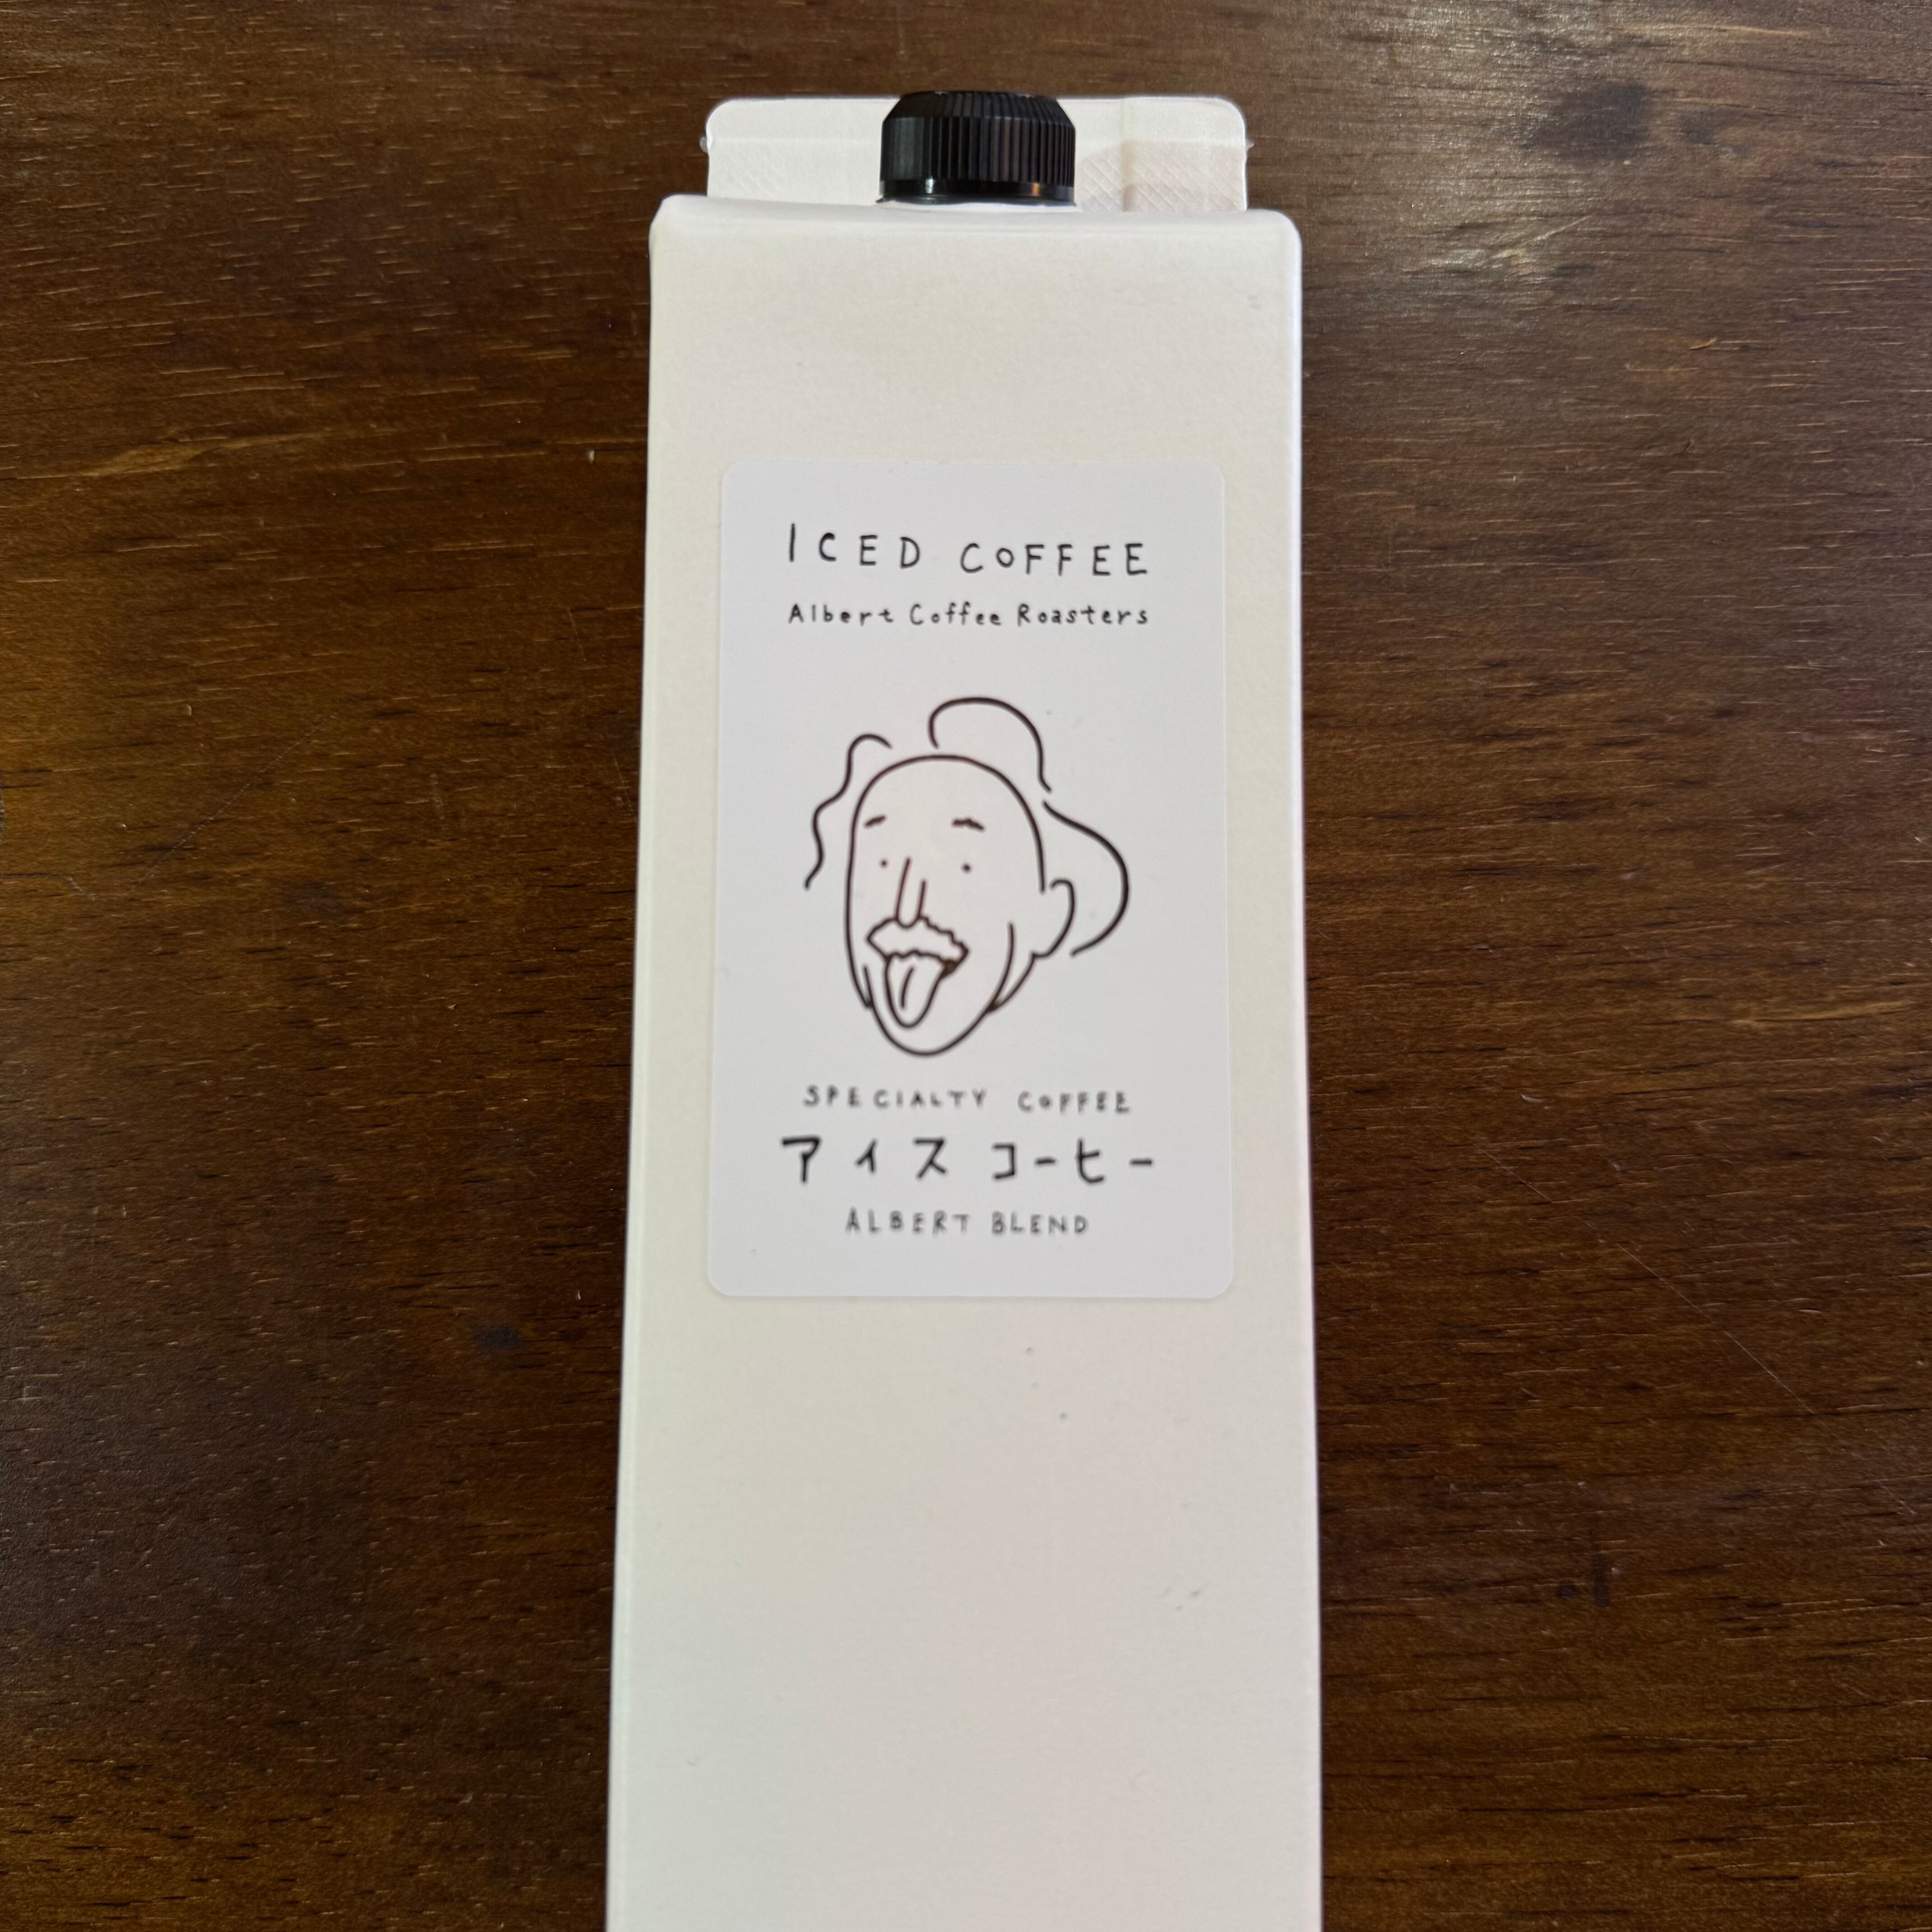 ICED COFFEE
Albert Coffee Roasters
SPECIALTY COFFEE
アイス コーヒー
ALBERT BLEND